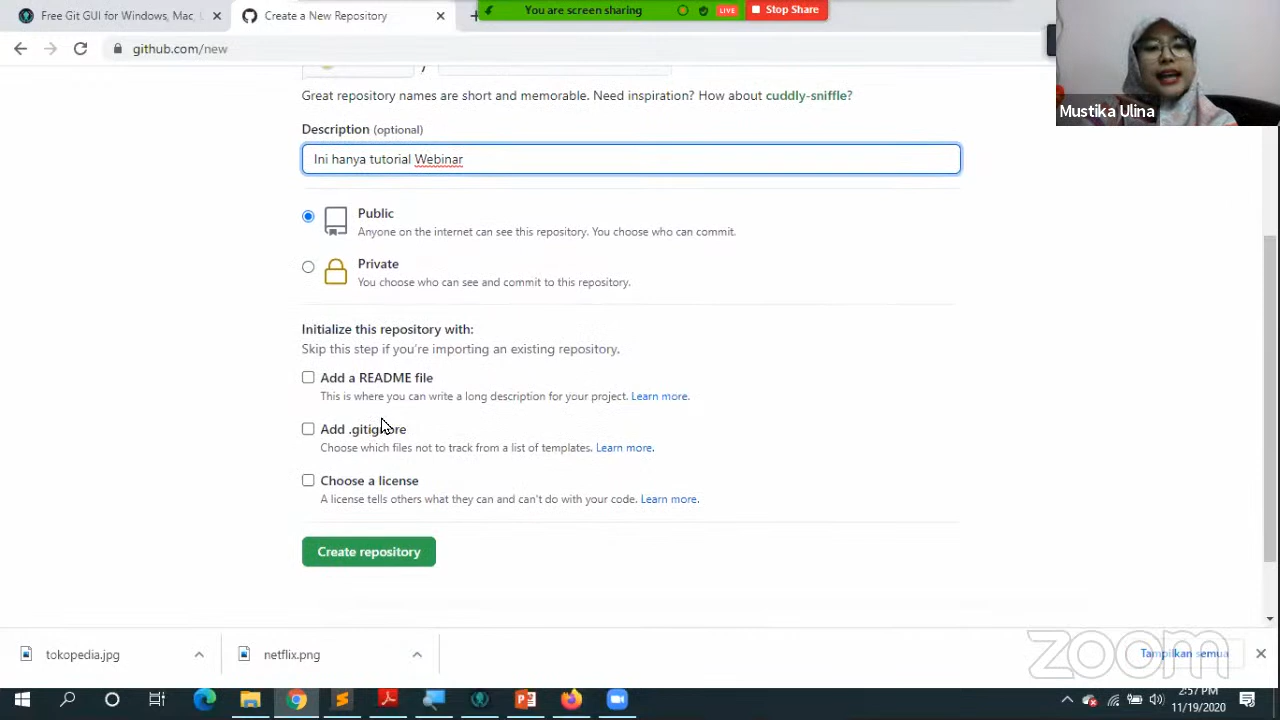 Free Git GUI for Windows, Mac,
Create a New Repository
You are screen sharing
LIVE
Stop Share
github.com/new
Mustika Ulina
/
Great repository names are short and memorable. Need inspiration? How about cuddly-sniffle?
Description (optional)
Ini hanya tutorial Webinar
Public
Anyone on the internet can see this repository. You choose who can commit.
Private
You choose who can see and commit to this repository.
Initialize this repository with:
Skip this step if you're importing an existing repository.
Add a README file
This is where you can write a long description for your project. Learn more.
Add .gitignore
Choose which files not to track from a list of templates. Learn more.
Choose a license
A license tells others what they can and can't do with your code. Learn more.
Create repository
tokopedia.jpg
netflix.png
Tampilkan semua
zoom
2:57 PM
11/19/2020